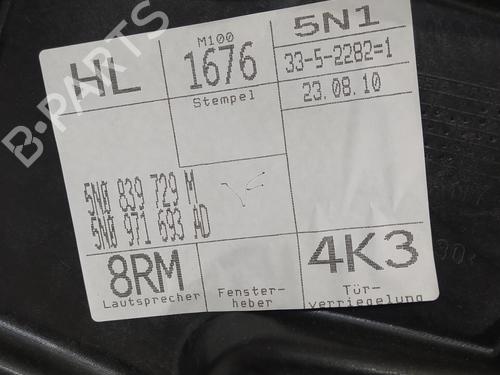 HL
M100
1676
Stempel
5N1
33-5-2282=1
23.08.10
5N0 839 729 M
5N0 971 693 AD
8RM
Lautsprecher
Fenster-
heber
4K3
Tür-
verriegelung
B-PARTS